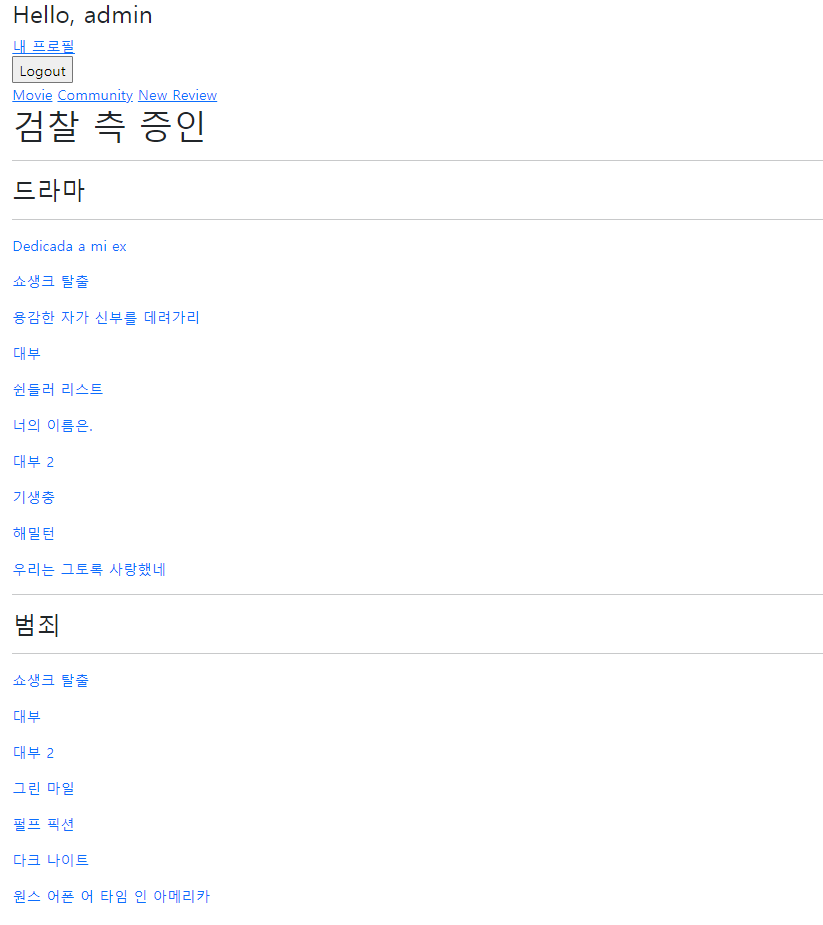 Hello, admin
내 프로필
Logout
Movie Community New Review
검찰 측 증인
드라마
Dedicada a mi ex
쇼생크 탈출
용감한 자가 신부를 데려가리
대부
쉰들러 리스트
너의 이름은.
대부 2
기생충
해밀턴
우리는 그토록 사랑했네
범죄
쇼생크 탈출
대부
대부 2
그린 마일
펄프 픽션
다크 나이트
원스 어폰 어 타임 인 아메리카